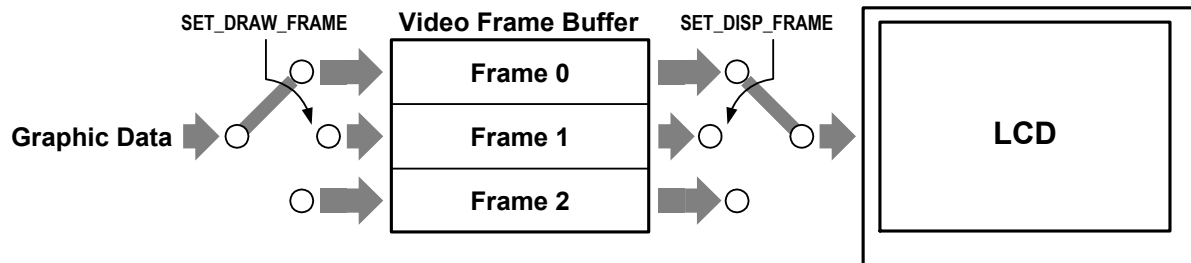 SET_DRAW_FRAME
Video Frame Buffer
SET_DISP_FRAME
Frame 0
Graphic Data
Frame 1
LCD
Frame 2